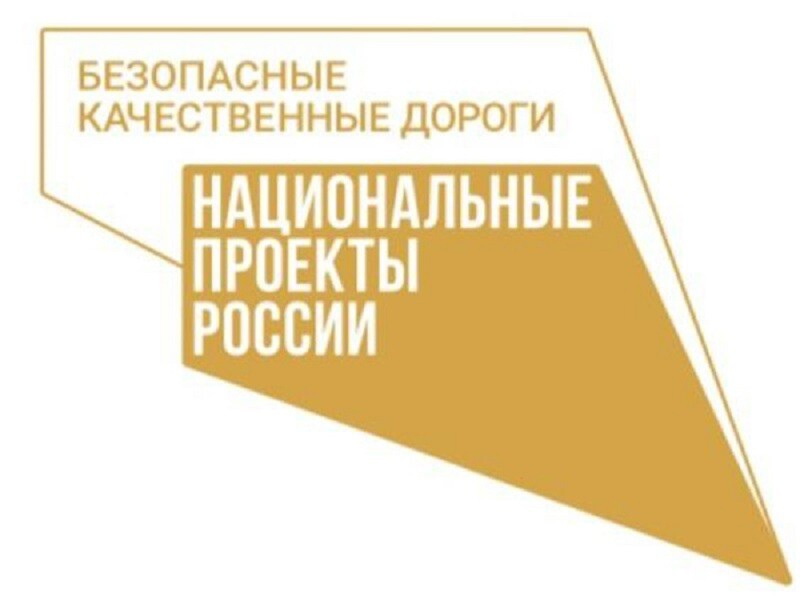 БЕЗОПАСНЫЕ
КАЧЕСТВЕННЫЕ ДОРОГИ
НАЦИОНАЛЬНЫЕ
ПРОЕКТЫ
РОССИИ